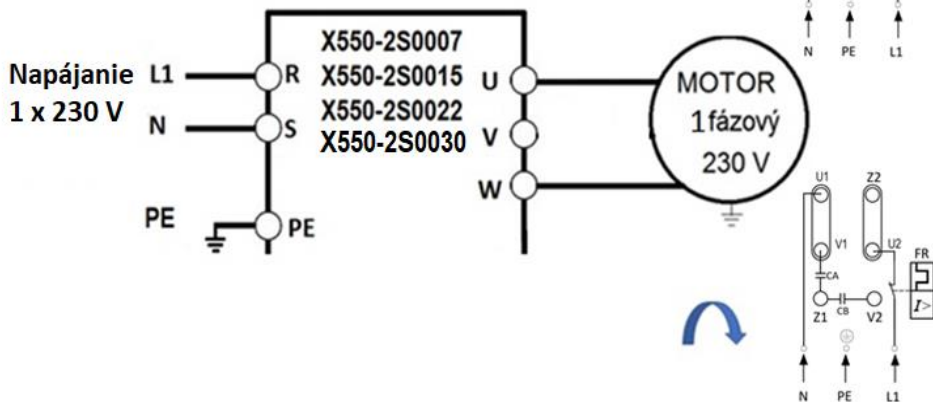 N PE L1
X550-2S0007
Napájanie L1 R X550-2S0015 U MOTOR
1 x 230 V X550-2S0022 1 fázový
N S X550-2S0030 V 230 V
W
PE PE
U1 Z2
V1 U2
FR
CA
I>
CB
Z1 V2
N PE L1